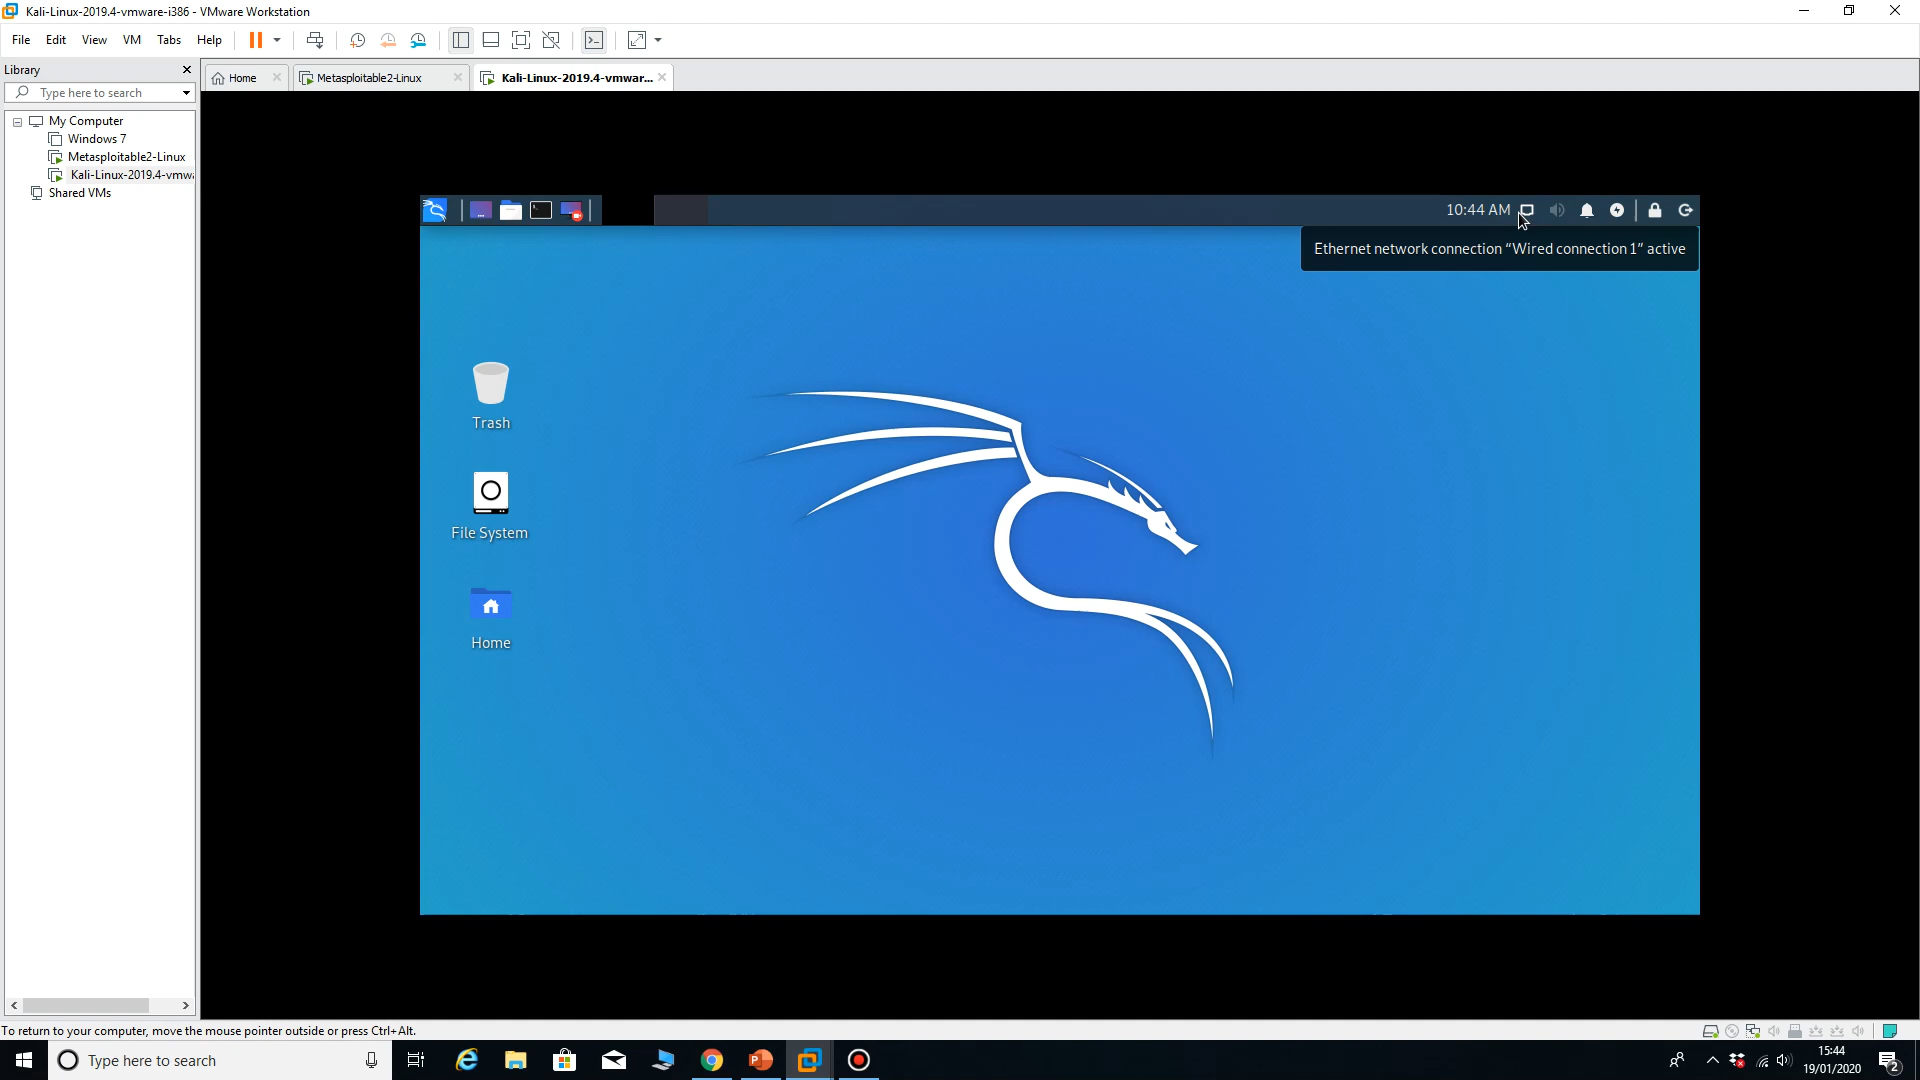 Kali-Linux-2019.4-vmware-i386 - VMware Workstation
File Edit View VM Tabs Help
Library
Type here to search
Home
Metasploitable2-Linux
Kali-Linux-2019.4-vmwar...
My Computer
Windows 7
Metasploitable2-Linux
Kali-Linux-2019.4-vmw
Shared VMs
10:44 AM
Ethernet network connection “Wired connection 1” active
Trash
File System
Home
To return to your computer, move the mouse pointer outside or press Ctrl+Alt.
Type here to search
15:44
19/01/2020
2